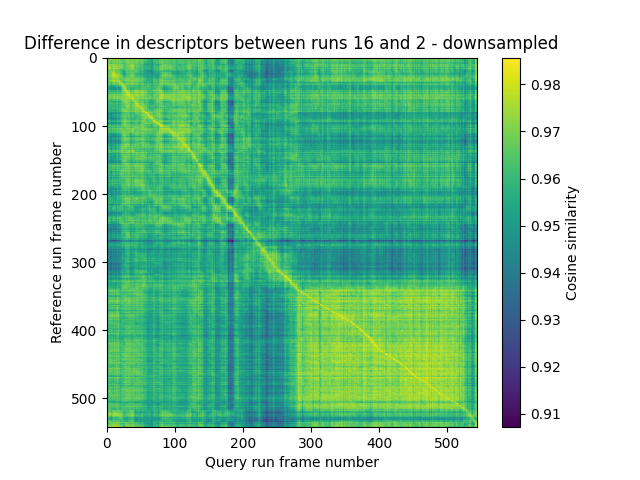 Difference in descriptors between runs 16 and 2 - downsampled
0
100
200
300
400
500
Reference run frame number
0 100 200 300 400 500
Query run frame number
0.98
0.97
0.96
0.95
0.94
0.93
0.92
0.91
Cosine similarity